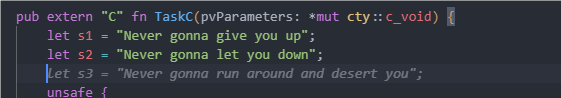 pub extern "C" fn TaskC(pvParameters: *mut cty::c_void) {
let s1 = "Never gonna give you up";
let s2 = "Never gonna let you down";
let s3 = "Never gonna run around and desert you";
unsafe {